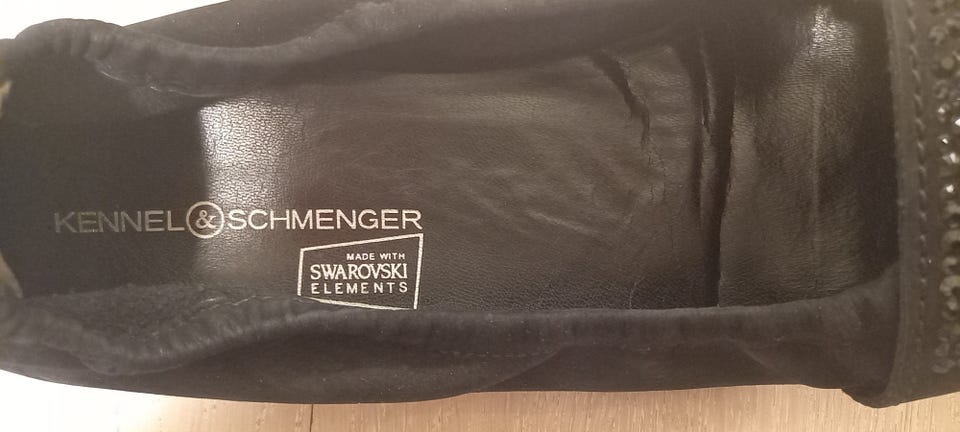 KENNEL & SCHMENGER
MADE WITH
SWAROVSKI
ELEMENTS